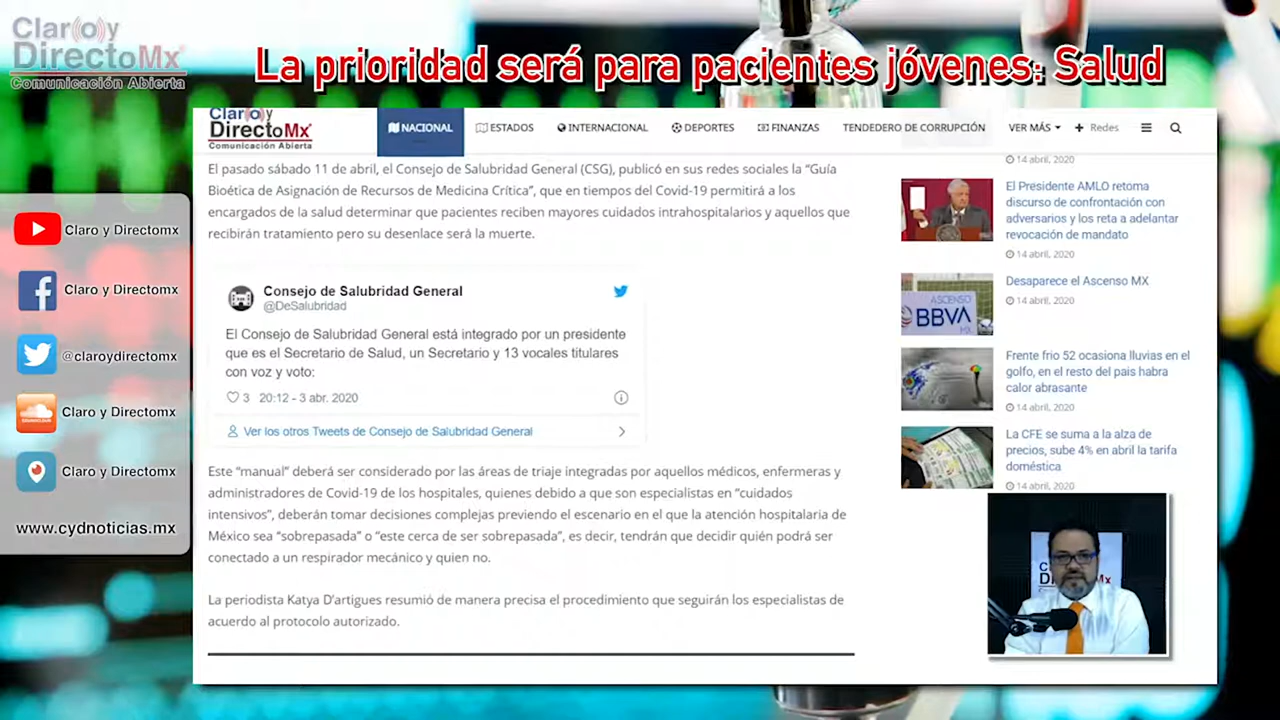 Claro y
DirectoMx
Comunicación Abierta
La prioridad será para pacientes jóvenes: Salud
Claro y
DirectoMx
Comunicación Abierta
NACIONAL
ESTADOS
INTERNACIONAL
DEPORTES
FINANZAS
TENDEDERO DE CORRUPCIÓN
VER MÁS
Redes
El pasado sábado 11 de abril, el Consejo de Salubridad General (CSG), publicó en sus redes sociales la “Guía
Bioética de Asignación de Recursos de Medicina Crítica”, que en tiempos del Covid-19 permitirá a los
encargados de la salud determinar que pacientes reciben mayores cuidados intrahospitalarios y aquellos que
recibirán tratamiento pero su desenlace será la muerte.
Consejo de Salubridad General
@DeSalubridad
El Consejo de Salubridad General está integrado por un presidente
que es el Secretario de Salud, un Secretario y 13 vocales titulares
con voz y voto:
3 20:12 - 3 abr. 2020
Ver los otros Tweets de Consejo de Salubridad General
Este “manual” deberá ser considerado por las áreas de triaje integradas por aquellos médicos, enfermeras y
administradores de Covid-19 de los hospitales, quienes debido a que son especialistas en “cuidados
intensivos”, deberán tomar decisiones complejas previendo el escenario en el que la atención hospitalaria de
México sea “sobrepasada” o “este cerca de ser sobrepasada”, es decir, tendrán que decidir quién podrá ser
conectado a un respirador mecánico y quien no.
La periodista Katya D’artigues resumió de manera precisa el procedimiento que seguirán los especialistas de
acuerdo al protocolo autorizado.
14 abril, 2020
El Presidente AMLO retoma
discurso de confrontación con
adversarios y los reta a adelantar
revocación de mandato
14 abril, 2020
ASCENSO
BBVA
MX
Desaparece el Ascenso MX
14 abril, 2020
Frente frio 52 ocasiona lluvias en el
golfo, en el resto del pais habra
calor abrasante
14 abril, 2020
La CFE se suma a la alza de
precios, sube 4% en abril la tarifa
doméstica
14 abril, 2020
Claro y Directomx
Claro y Directomx
@claroydirectomx
Claro y Directomx
Claro y Directomx
www.cydnoticias.mx